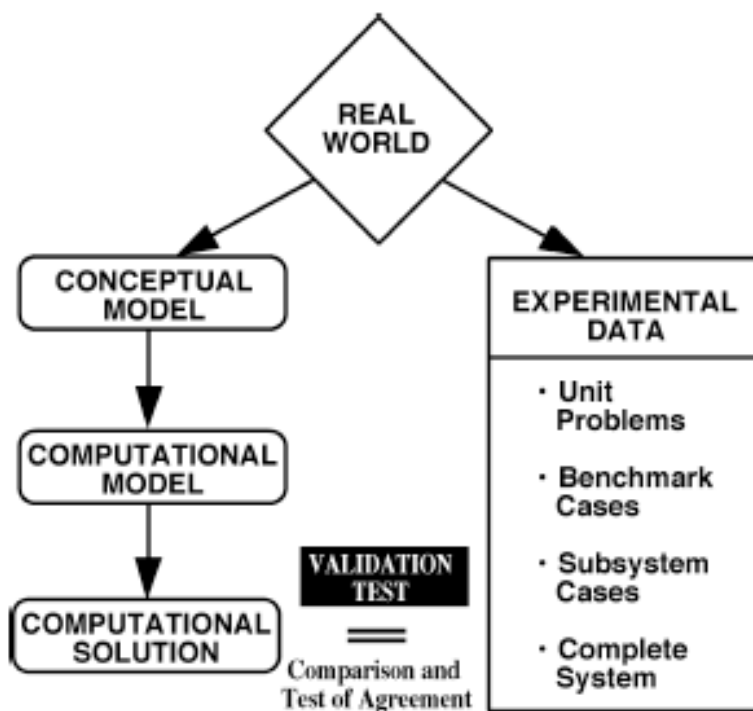 REAL
WORLD
CONCEPTUAL
MODEL
COMPUTATIONAL
MODEL
COMPUTATIONAL
SOLUTION
VALIDATION
TEST
=
Comparison and
Test of Agreement
EXPERIMENTAL
DATA
· Unit
Problems
· Benchmark
Cases
· Subsystem
Cases
· Complete
System